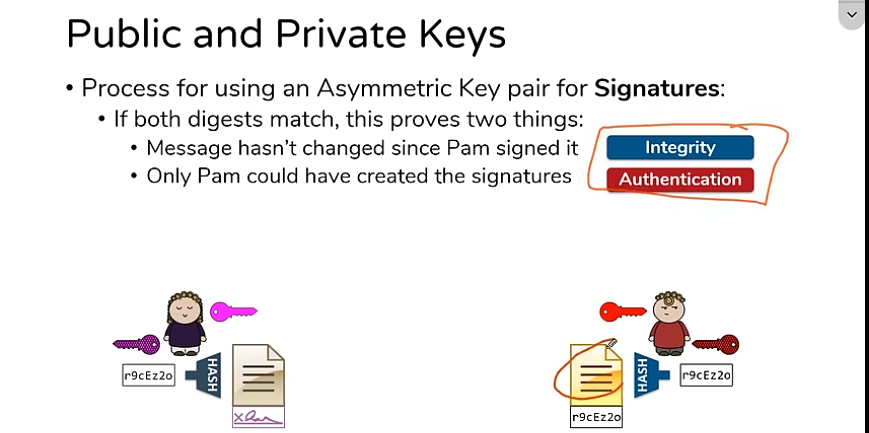 Public and Private Keys
• Process for using an Asymmetric Key pair for Signatures:
• If both digests match, this proves two things:
• Message hasn't changed since Pam signed it
Integrity
• Only Pam could have created the signatures
Authentication
r9cEz2o
HASH
HASH
r9cEz2o
r9cEz2o